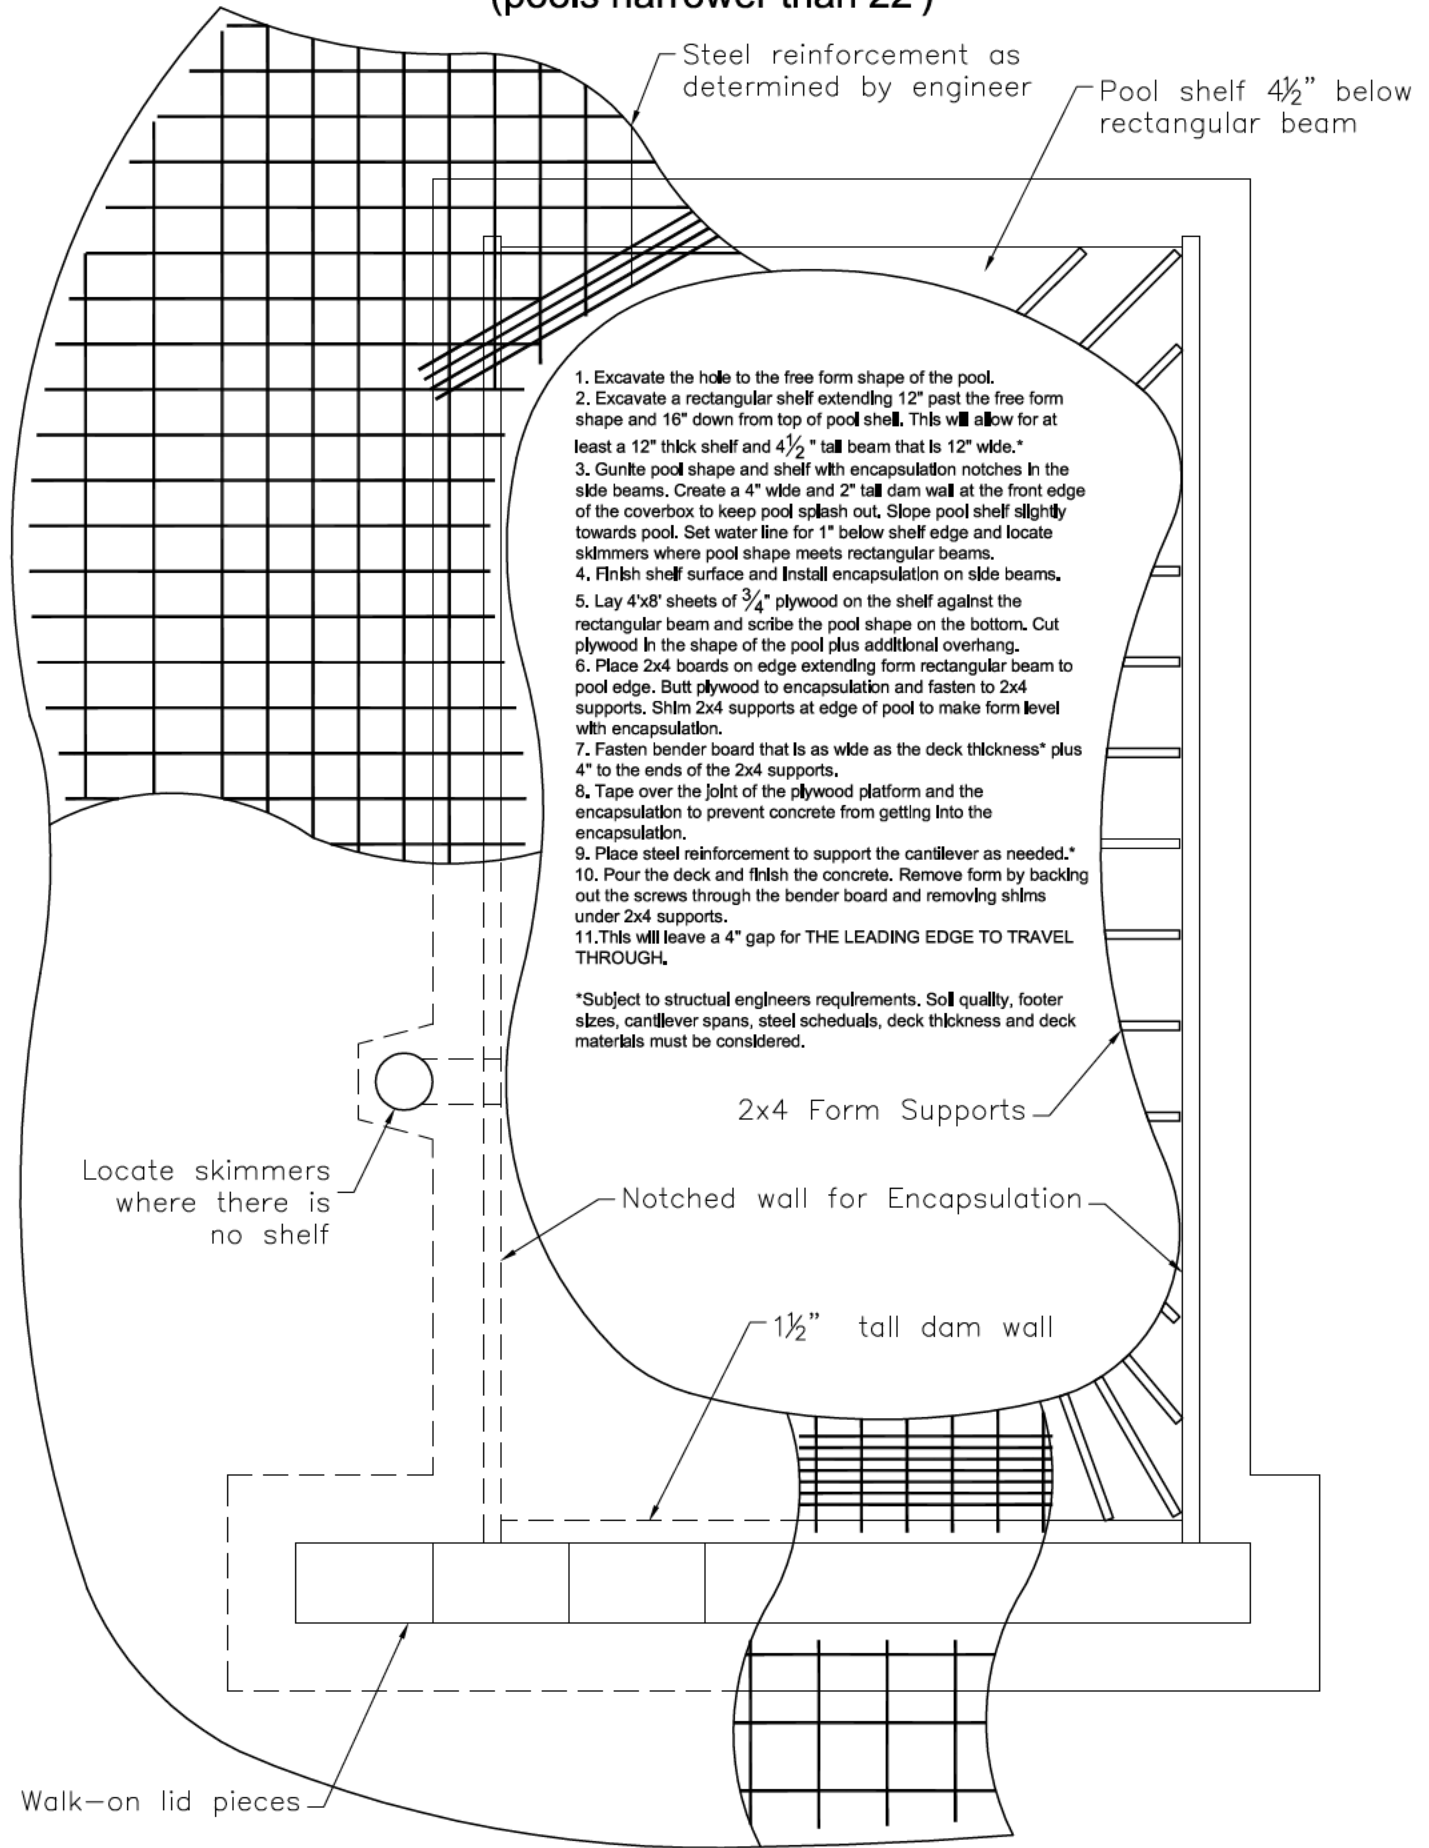 (pools narrower than 22')
Steel reinforcement as
determined by engineer
Pool shelf 4½” below
rectangular beam
1. Excavate the hole to the free form shape of the pool.
2. Excavate a rectangular shelf extending 12" past the free form
shape and 16" down from top of pool shell. This will allow for at
least a 12" thick shelf and 4½ " tall beam that is 12" wide.*
3. Gunite pool shape and shelf with encapsulation notches in the
side beams. Create a 4" wide and 2" tall dam wall at the front edge
of the coverbox to keep pool splash out. Slope pool shelf slightly
towards pool. Set water line for 1" below shelf edge and locate
skimmers where pool shape meets rectangular beams.
4. Finish shelf surface and install encapsulation on side beams.
5. Lay 4'x8' sheets of ¾" plywood on the shelf against the
rectangular beam and scribe the pool shape on the bottom. Cut
plywood in the shape of the pool plus additional overhang.
6. Place 2x4 boards on edge extending form rectangular beam to
pool edge. Butt plywood to encapsulation and fasten to 2x4
supports. Shim 2x4 supports at edge of pool to make form level
with encapsulation.
7. Fasten bender board that is as wide as the deck thickness* plus
4" to the ends of the 2x4 supports.
8. Tape over the joint of the plywood platform and the
encapsulation to prevent concrete from getting into the
encapsulation.
9. Place steel reinforcement to support the cantilever as needed.*
10. Pour the deck and finish the concrete. Remove form by backing
out the screws through the bender board and removing shims
under 2x4 supports.
11.This will leave a 4" gap for THE LEADING EDGE TO TRAVEL
THROUGH.
*Subject to structual engineers requirements. Soil quality, footer
sizes, cantilever spans, steel scheduals, deck thickness and deck
materials must be considered.
2x4 Form Supports
Locate skimmers
where there is
no shelf
Notched wall for Encapsulation
1½” tall dam wall
Walk-on lid pieces